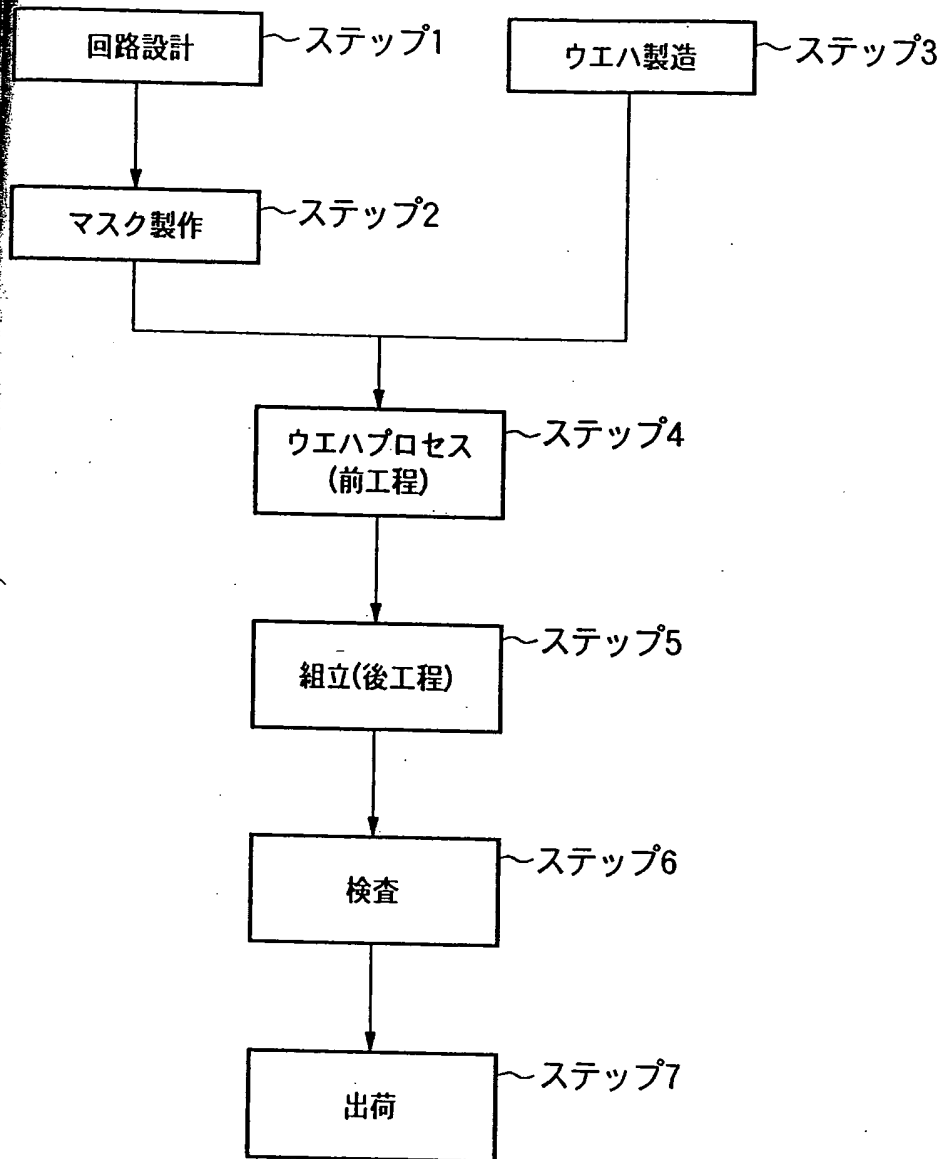 回路設計
ステップ1
ウエハ製造
ステップ3
マスク製作
ステップ2
ウエハプロセス
(前工程)
ステップ4
組立(後工程)
ステップ5
検査
ステップ6
出荷
ステップ7